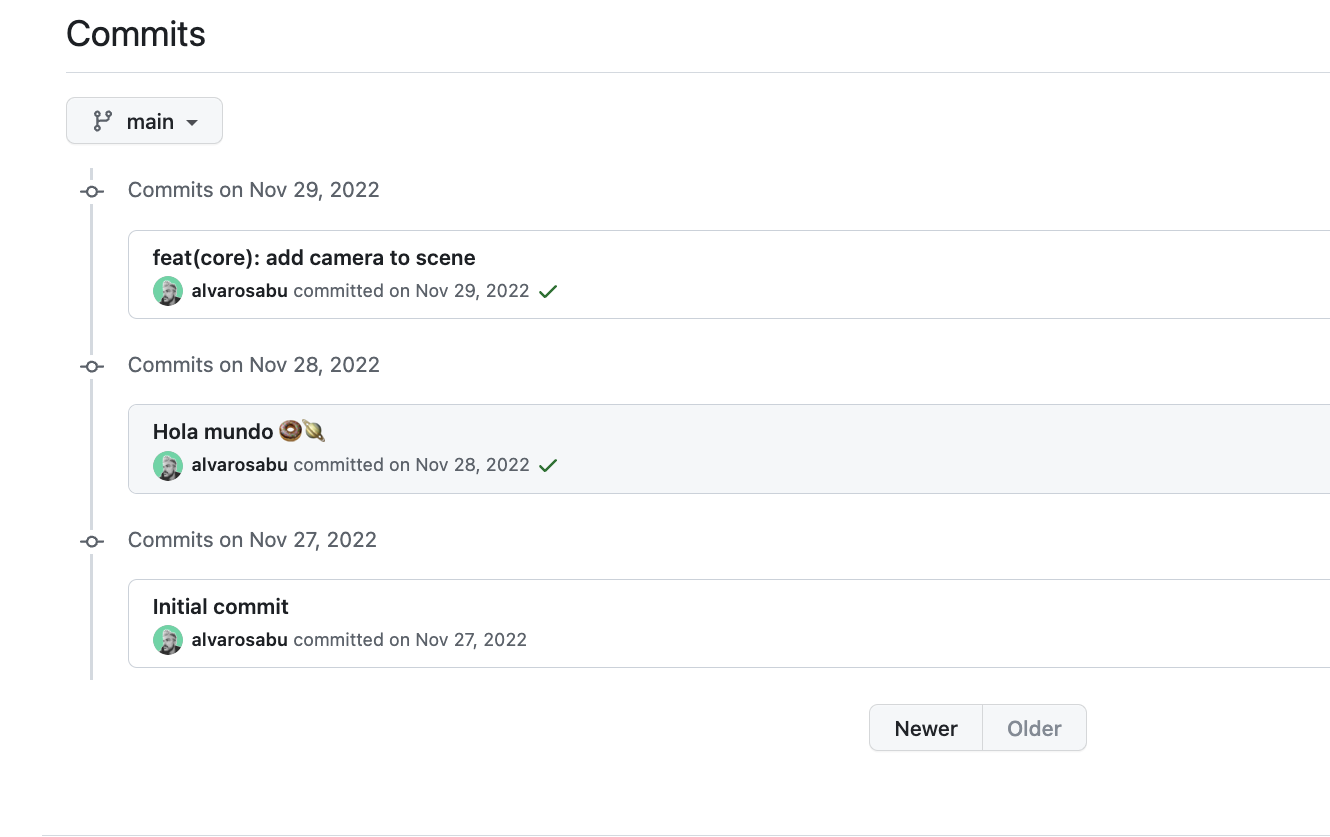 Commits
main
Commits on Nov 29, 2022
feat(core): add camera to scene
alvarosabu committed on Nov 29, 2022
Commits on Nov 28, 2022
Hola mundo 🍩🪐
alvarosabu committed on Nov 28, 2022
Commits on Nov 27, 2022
Initial commit
alvarosabu committed on Nov 27, 2022
Newer Older